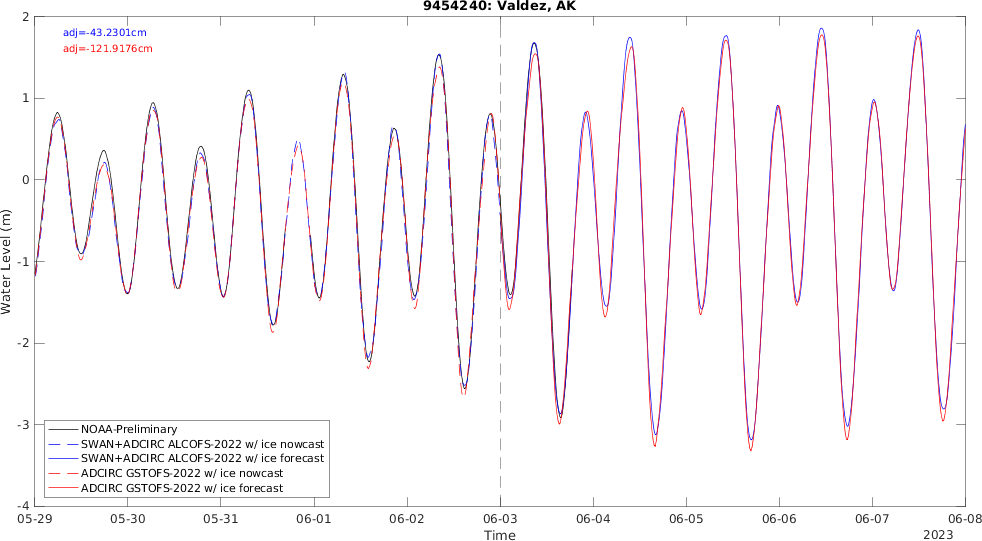 9454240: Valdez, AK
adj=-43.2301cm
adj=-121.9176cm
2
1
0
-1
-2
-3
-4
Water Level (m)
NOAA-Preliminary
SWAN+ADCIRC ALCOFS-2022 w/ ice nowcast
SWAN+ADCIRC ALCOFS-2022 w/ ice forecast
ADCIRC GSTOFS-2022 w/ ice nowcast
ADCIRC GSTOFS-2022 w/ ice forecast
05-29 05-30 05-31 06-01 06-02 06-03 06-04 06-05 06-06 06-07 06-08
Time
2023